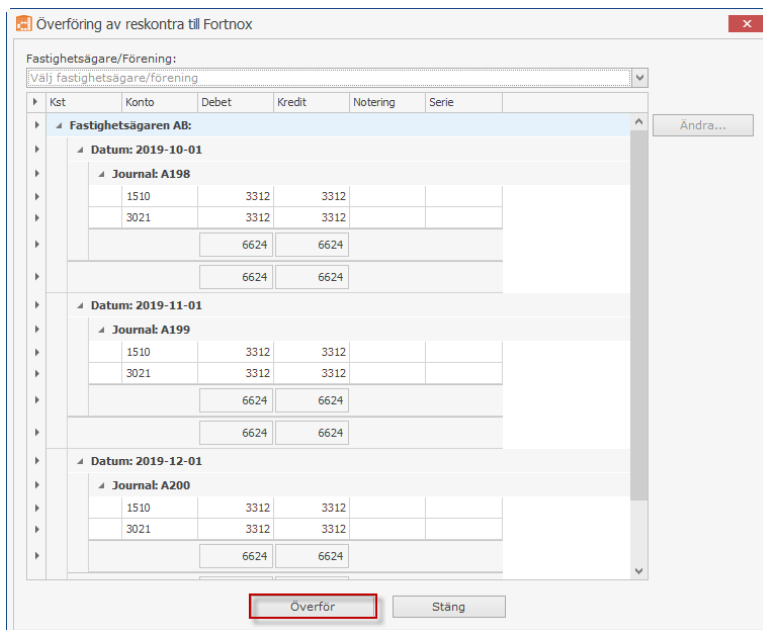 Överföring av reskontra till Fortnox
Fastighetsägare/Förening:
Välj fastighetsägare/förening
Kst Konto Debet Kredit Notering Serie
Fastighetsägaren AB:
Ändra...
Datum: 2019-10-01
Journal: A198
1510 3312 3312
3021 3312 3312
6624 6624
6624 6624
Datum: 2019-11-01
Journal: A199
1510 3312 3312
3021 3312 3312
6624 6624
6624 6624
Datum: 2019-12-01
Journal: A200
1510 3312 3312
3021 3312 3312
6624 6624
Överför Stäng